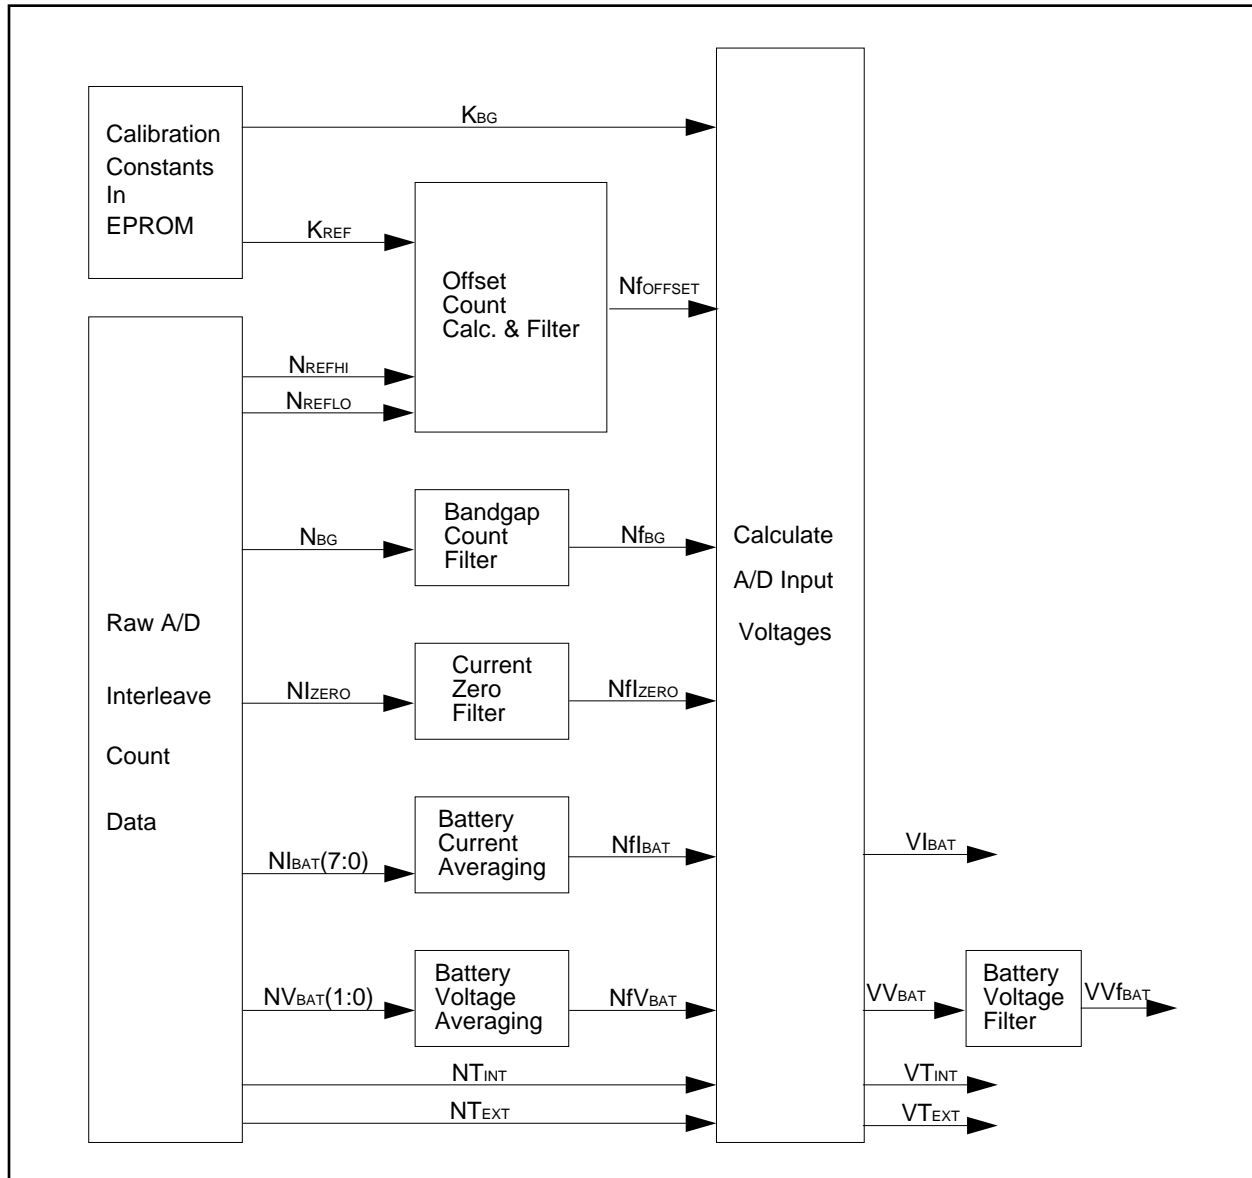 Calibration
Constants
In
EPROM
KBG
KREF
Offset
Count
Calc. & Filter
NfOFFSET
NREFHI
NREFLO
Raw A/D
Interleave
Count
Data
NBG
Bandgap
Count
Filter
NfBG
NIZERO
Current
Zero
Filter
NfIZERO
NIBAT(7:0)
Battery
Current
Averaging
NfIBAT
NVBAT(1:0)
Battery
Voltage
Averaging
NfVBAT
NTINT
NTEXT
Calculate
A/D Input
Voltages
VIBAT
VVBAT
Battery
Voltage
Filter
VVfBAT
VTINT
VTEXT